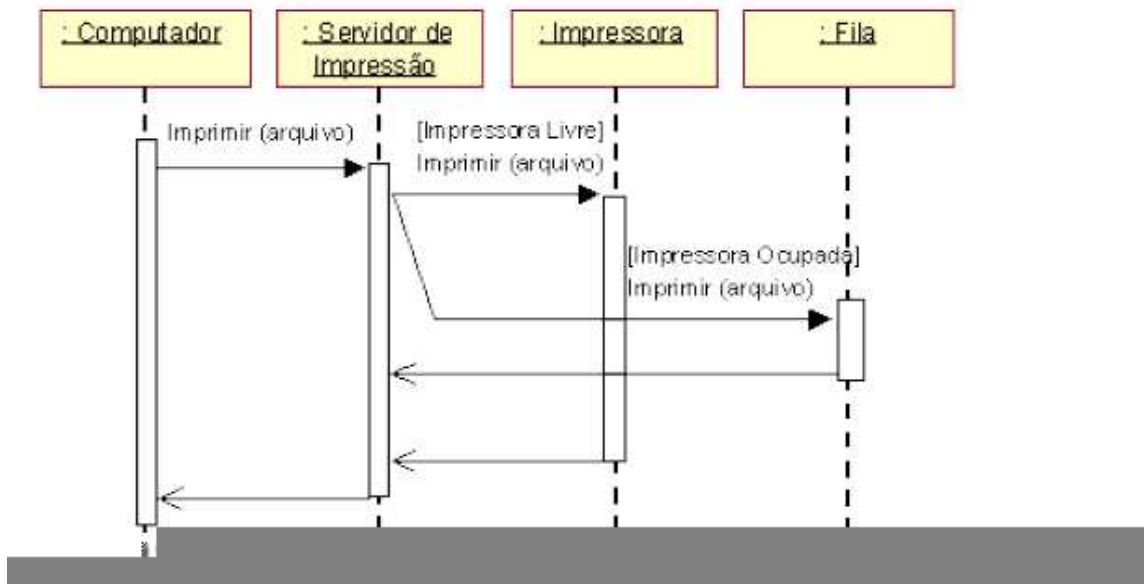 : Computador
: Servidor de
Impressão
: Impressora
: Fila
Imprimir (arquivo)
[Impressora Livre]
Imprimir (arquivo)
[Impressora Ocupada]
Imprimir (arquivo)